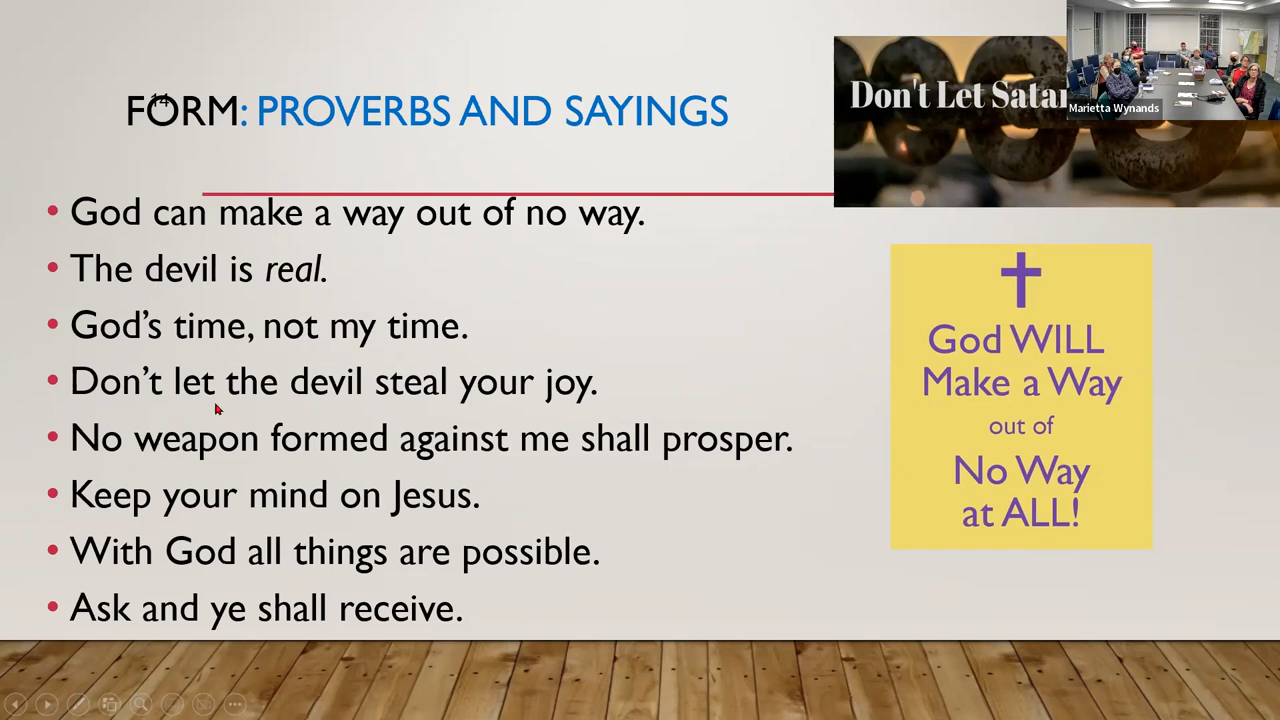 14
FORM: PROVERBS AND SAYINGS
Don't Let Satan
Marietta Wynands
• God can make a way out of no way.
• The devil is real.
• God’s time, not my time.
• Don’t let the devil steal your joy.
• No weapon formed against me shall prosper.
• Keep your mind on Jesus.
• With God all things are possible.
• Ask and ye shall receive.
God WILL
Make a Way
out of
No Way
at ALL!